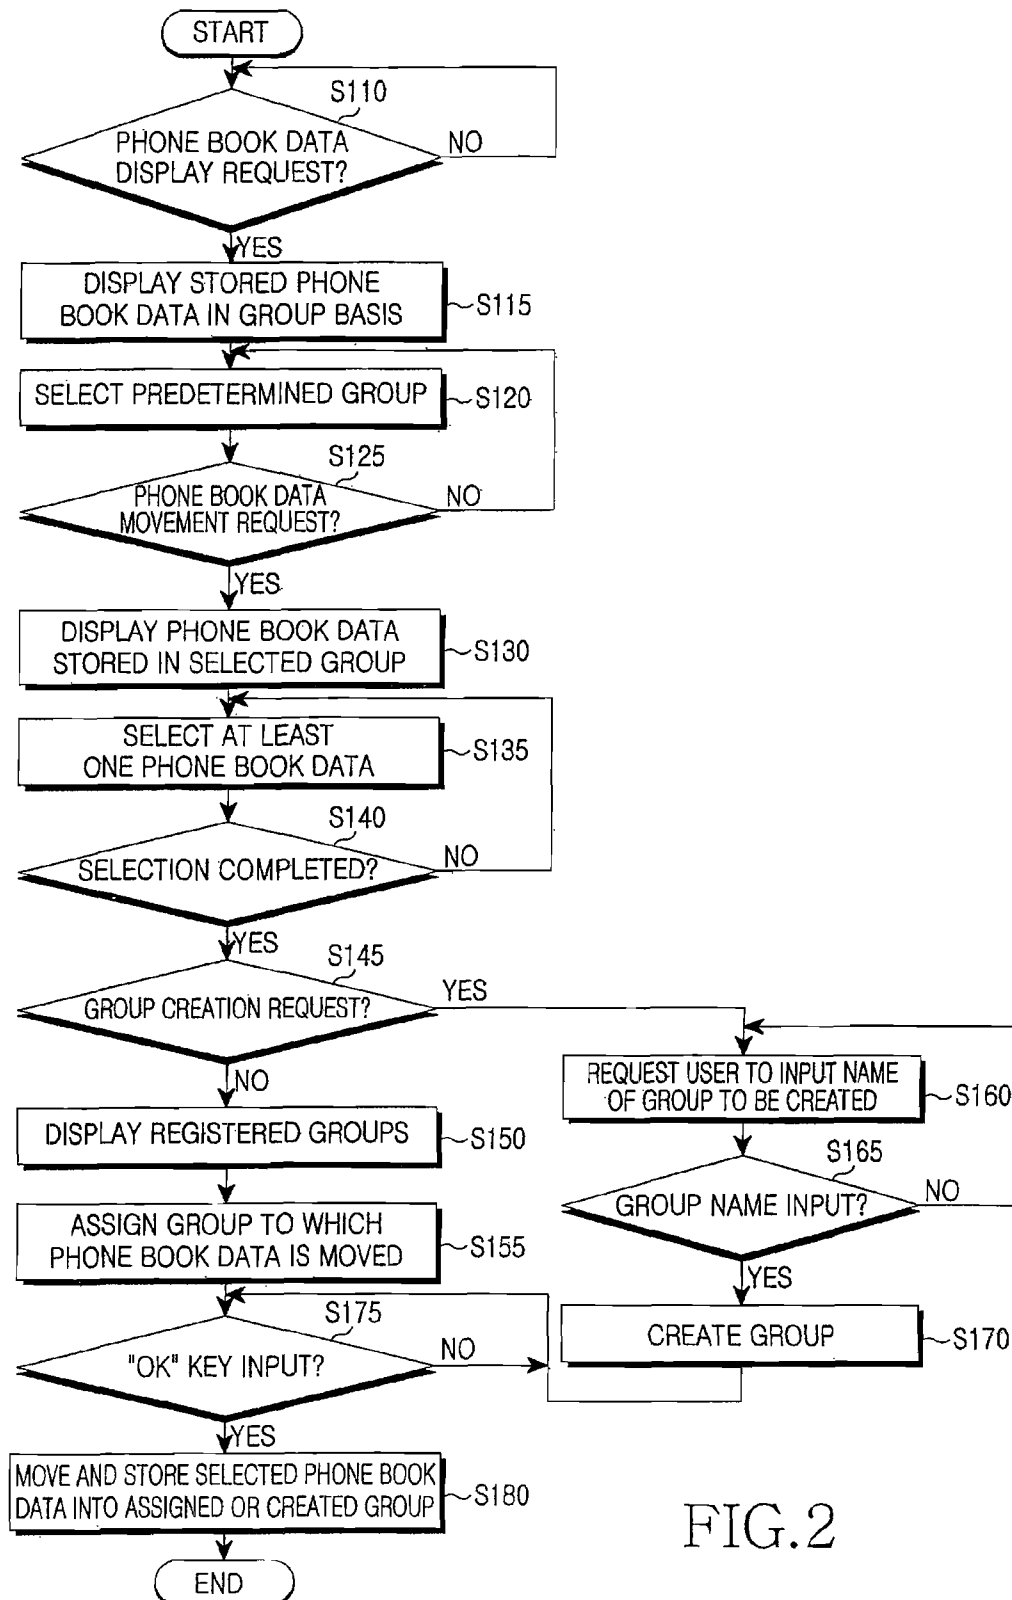 START
S110
PHONE BOOK DATA
DISPLAY REQUEST?
NO
YES
DISPLAY STORED PHONE
BOOK DATA IN GROUP BASIS
S115
SELECT PREDETERMINED GROUP
S120
S125
PHONE BOOK DATA
MOVEMENT REQUEST?
NO
YES
DISPLAY PHONE BOOK DATA
STORED IN SELECTED GROUP
S130
SELECT AT LEAST
ONE PHONE BOOK DATA
S135
S140
SELECTION COMPLETED?
NO
YES
S145
GROUP CREATION REQUEST?
YES
NO
REQUEST USER TO INPUT NAME
OF GROUP TO BE CREATED
S160
DISPLAY REGISTERED GROUPS
S150
S165
GROUP NAME INPUT?
NO
YES
ASSIGN GROUP TO WHICH
PHONE BOOK DATA IS MOVED
S155
CREATE GROUP
S170
S175
"OK" KEY INPUT?
NO
YES
MOVE AND STORE SELECTED PHONE BOOK
DATA INTO ASSIGNED OR CREATED GROUP
S180
END
FIG.2